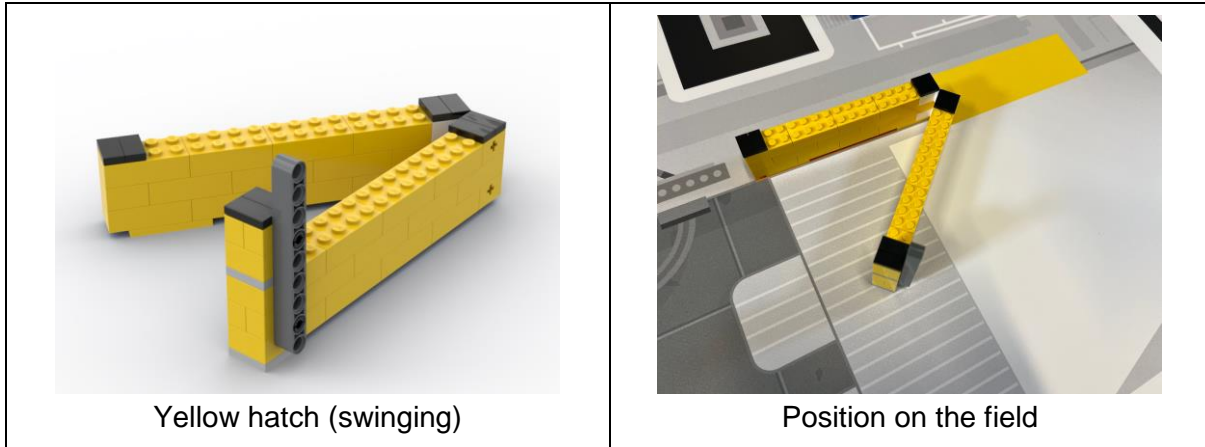 Yellow hatch (swinging)
Position on the field